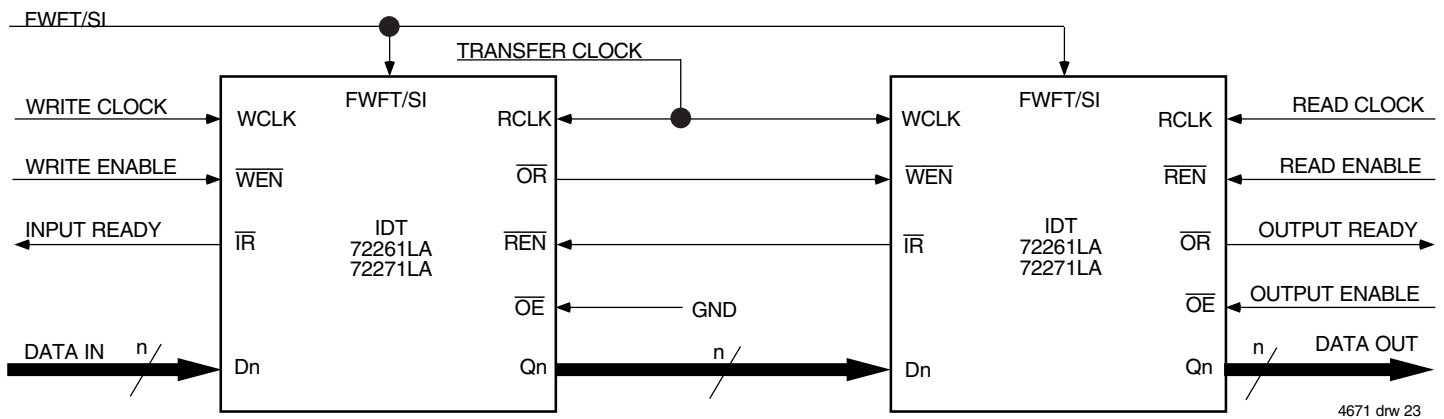 FWFT/SI
TRANSFER CLOCK
FWFT/SI
FWFT/SI
WRITE CLOCK
WCLK
RCLK
WCLK
RCLK
READ CLOCK
WRITE ENABLE
WEN
OR
WEN
REN
READ ENABLE
INPUT READY
IR
IDT
72261LA
72271LA
REN
IR
IDT
72261LA
72271LA
OR
OUTPUT READY
OE
GND
OE
OUTPUT ENABLE
DATA IN
n
Dn
Qn
n
Dn
Qn
n
DATA OUT
4671 drw 23